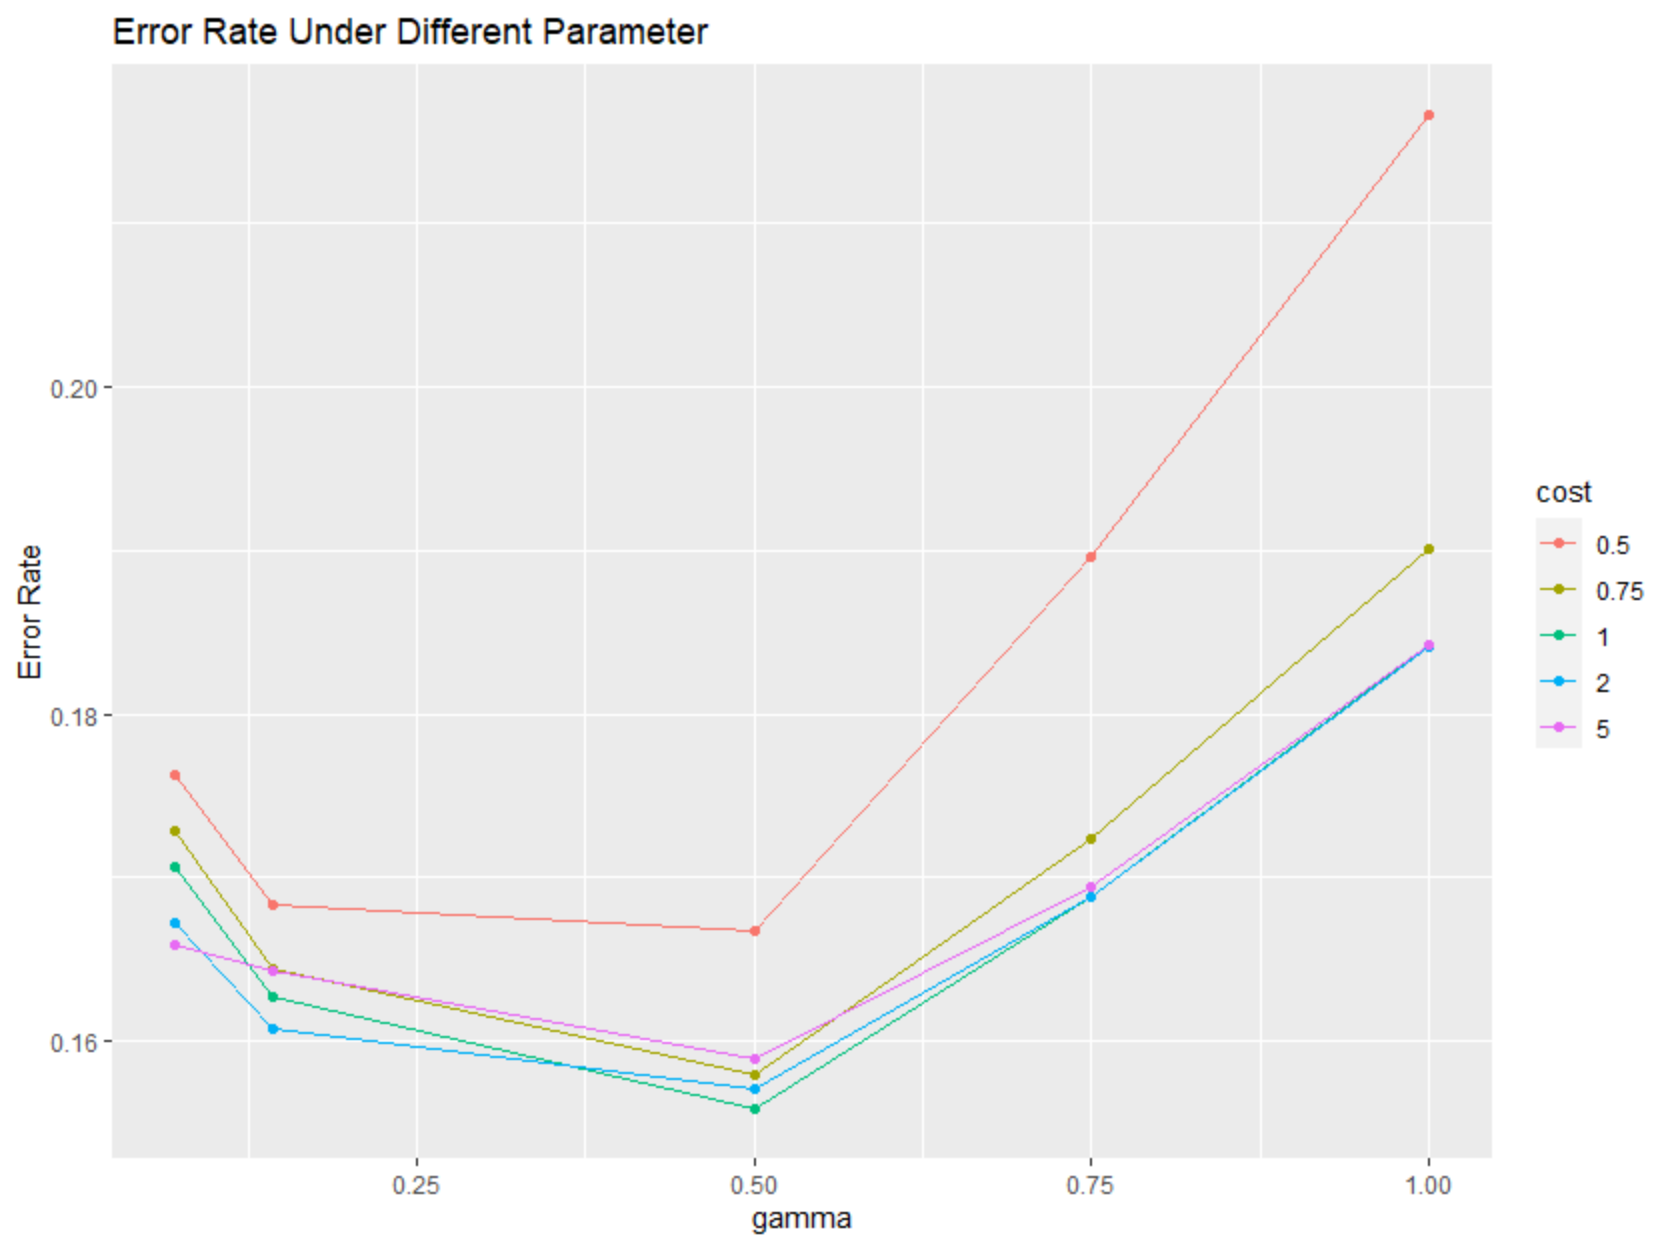 Error Rate Under Different Parameter
Error Rate
0.20
0.18
0.16
0.25 0.50 0.75 1.00
gamma
cost
0.5
0.75
1
2
5